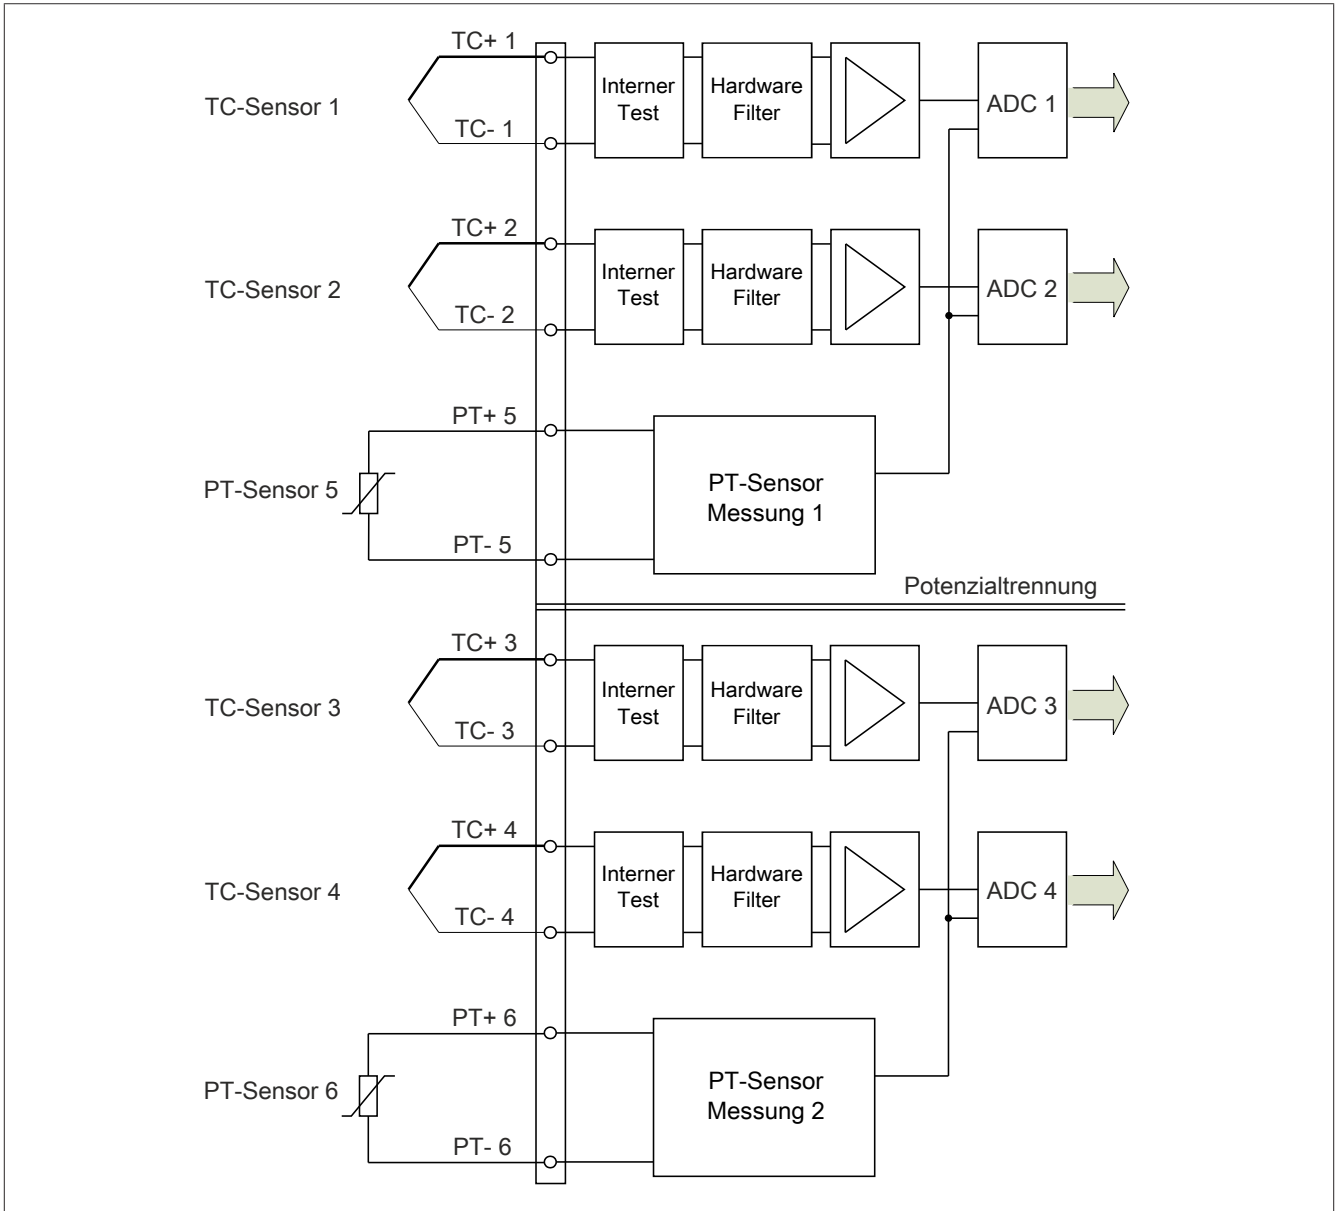 TC+ 1
TC-Sensor 1
TC- 1
Interner
Test
Hardware
Filter
ADC 1
TC+ 2
TC-Sensor 2
TC- 2
Interner
Test
Hardware
Filter
ADC 2
PT+ 5
PT-Sensor 5
PT- 5
PT-Sensor
Messung 1
Potenzialtrennung
TC+ 3
TC-Sensor 3
TC- 3
Interner
Test
Hardware
Filter
ADC 3
TC+ 4
TC-Sensor 4
TC- 4
Interner
Test
Hardware
Filter
ADC 4
PT+ 6
PT-Sensor 6
PT- 6
PT-Sensor
Messung 2